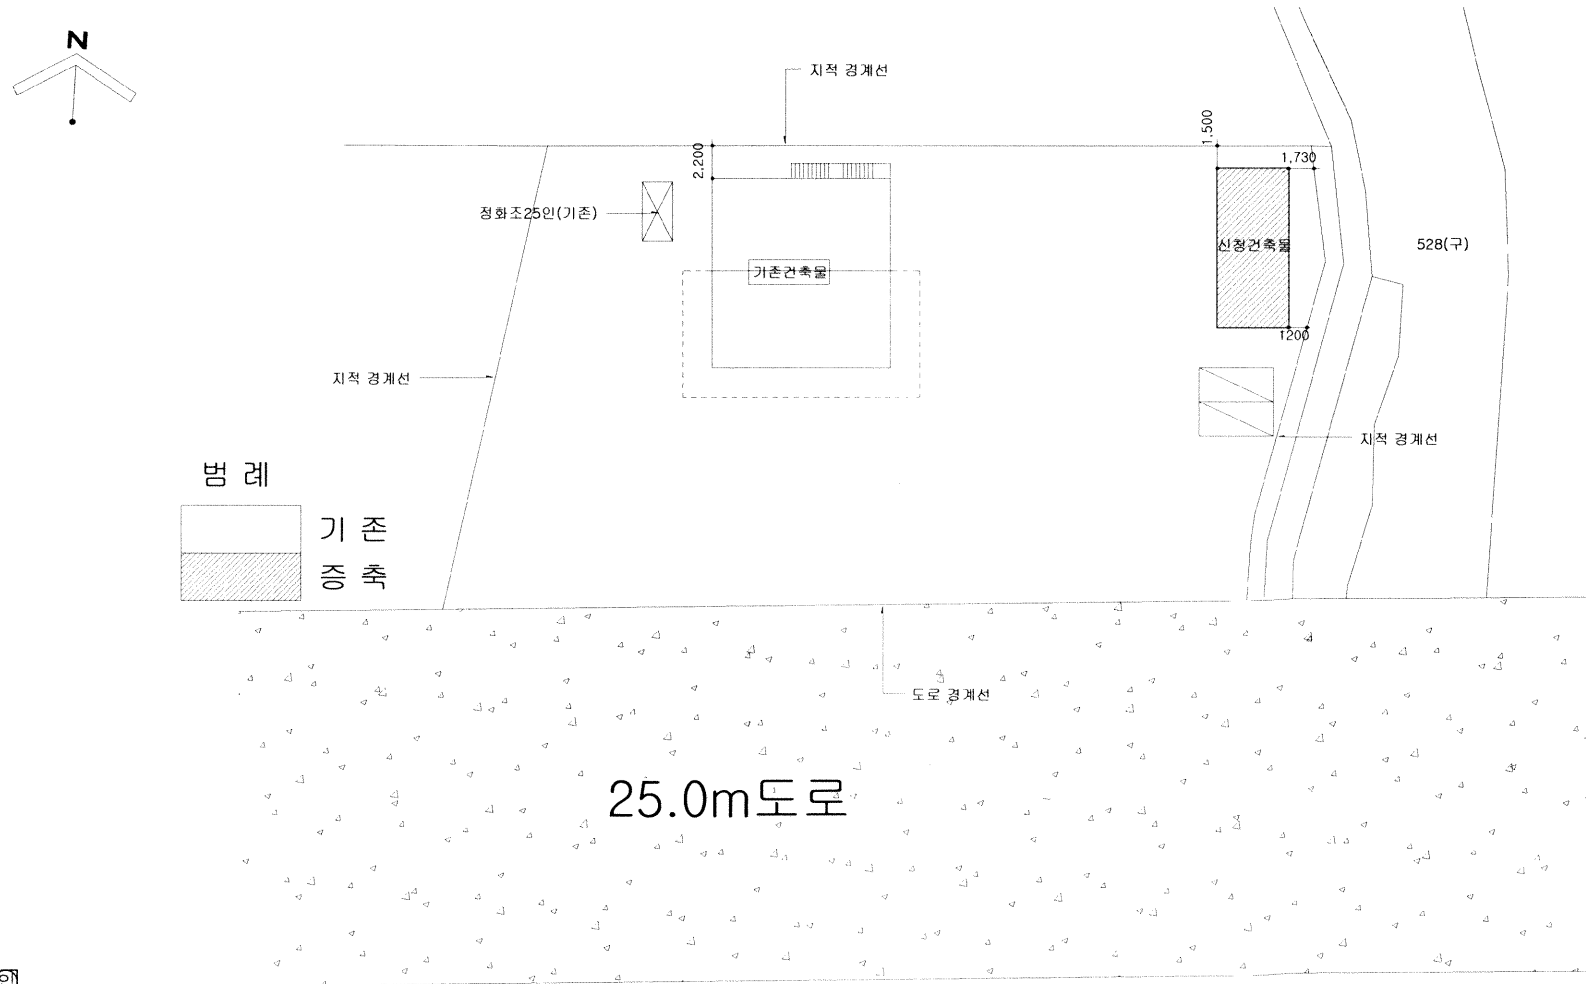 N
지적 경계선
1,500
2,200
1,730
정화조25인(기존)
신청건축물
528(구)
기존건축물
1200
지적 경계선
지적 경계선
범 례
기 존
증 축
도로 경계선
25.0m도로